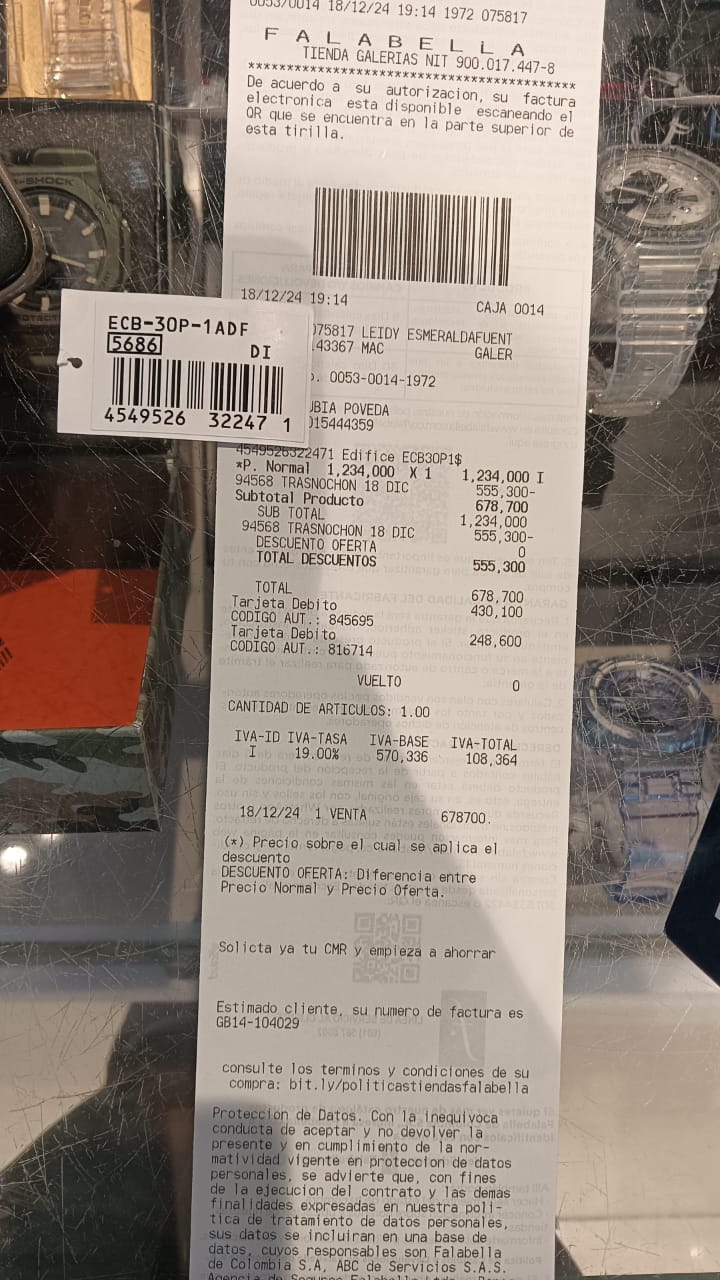 0053/0014 18/12/24 19:14 1972 075817
F A L A B E L L A
TIENDA GALERIAS NIT 900.017.447-8
******************************************
De acuerdo a su autorizacion, su factura
electronica esta disponible escaneando el
QR que se encuentra en la parte superior de
esta tirilla.
18/12/24 19:14 CAJA 0014
075817 LEIDY ESMERALDAFUENT
43367 MAC GALER
0053-0014-1972
UBIA POVEDA
015444359
4549526322471 Edifice ECB30P1$
*P. Normal 1,234,000 X 1 1,234,000 I
94568 TRASNOCHON 18 DIC 555,300-
Subtotal Producto 678,700
SUB TOTAL 1,234,000
94568 TRASNOCHON 18 DIC 555,300-
DESCUENTO OFERTA 0
TOTAL DESCUENTOS 555,300
TOTAL 678,700
Tarjeta Debito 430,100
CODIGO AUT.: 845695
Tarjeta Debito 248,600
CODIGO AUT.: 816714
VUELTO 0
CANTIDAD DE ARTICULOS: 1.00
IVA-ID IVA-TASA IVA-BASE IVA-TOTAL
I 19.00% 570,336 108,364
18/12/24 1 VENTA 678700.
(*) Precio sobre el cual se aplica el
descuento
DESCUENTO OFERTA: Diferencia entre
Precio Normal y Precio Oferta.
Solicta ya tu CMR y empieza a ahorrar
Estimado cliente, su numero de factura es
GB14-104029
consulte los terminos y condiciones de su
compra: bit.ly/politicastiendasfalabella
Proteccion de Datos. Con la inequivoca
conducta de aceptar y no devolver la
presente y en cumplimiento de la nor-
matividad vigente en proteccion de datos
personales, se advierte que, con fines
de la ejecucion del contrato y las demas
finalidades expresadas en nuestra poli-
tica de tratamiento de datos personales,
sus datos se incluiran en una base de
datos, cuyos responsables son Falabella
de Colombia S.A, ABC de Servicios S.A.S.
ECB-30P-1ADF
5686 DI
4549526 32247 1
G-SHOCK